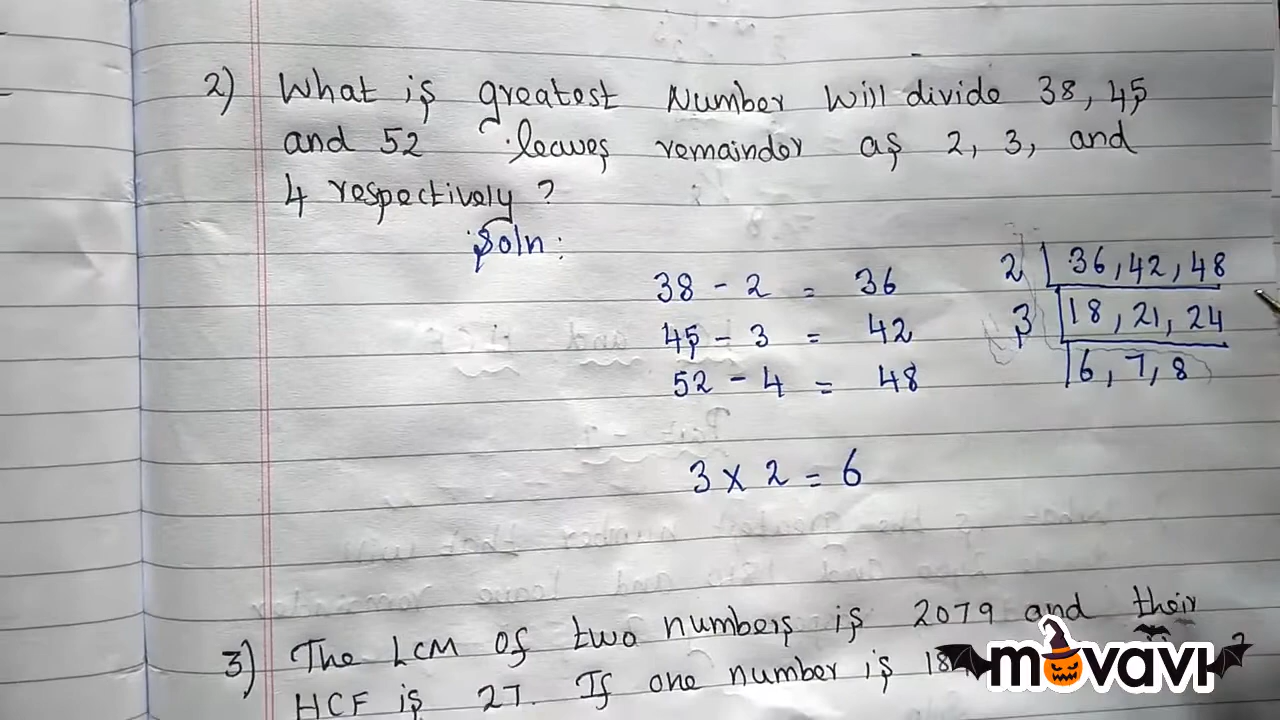 2) What is greatest Number Will divide 38, 45
and 52 leaves remainder as 2, 3, and
4 respectively ?
Soln :
38 - 2 = 36
45 - 3 = 42
52 - 4 = 48
2 | 36, 42, 48
3 | 18, 21, 24
| 6, 7, 8
3 x 2 = 6
3) The LCM of two numbers is 2079 and their
HCF is 27. If one number is 18
movavi